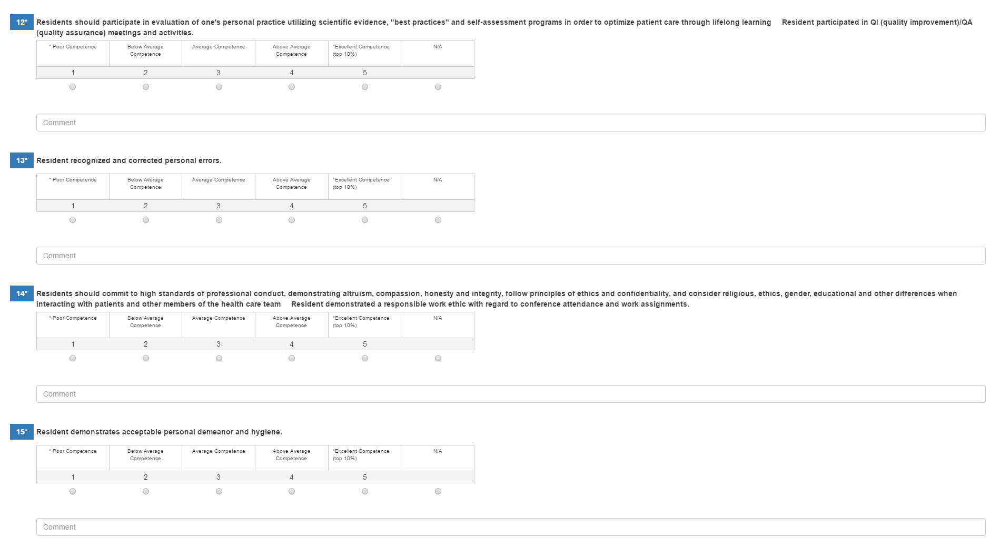 12* Residents should participate in evaluation of one's personal practice utilizing scientific evidence, "best practices" and self-assessment programs in order to optimize patient care through lifelong learning Resident participated in QI (quality improvement)/QA
(quality assurance) meetings and activities.
* Poor Competence Below Average Average Competence Above Average *Excellent Competence N/A
Competence Competence (top 10%)
1 2 3 4 5
Comment
13* Resident recognized and corrected personal errors.
* Poor Competence Below Average Average Competence Above Average *Excellent Competence N/A
Competence Competence (top 10%)
1 2 3 4 5
Comment
14* Residents should commit to high standards of professional conduct, demonstrating altruism, compassion, honesty and integrity, follow principles of ethics and confidentiality, and consider religious, ethics, gender, educational and other differences when
interacting with patients and other members of the health care team Resident demonstrated a responsible work ethic with regard to conference attendance and work assignments.
* Poor Competence Below Average Average Competence Above Average *Excellent Competence N/A
Competence Competence (top 10%)
1 2 3 4 5
Comment
15* Resident demonstrates acceptable personal demeanor and hygiene.
* Poor Competence Below Average Average Competence Above Average *Excellent Competence N/A
Competence Competence (top 10%)
1 2 3 4 5
Comment